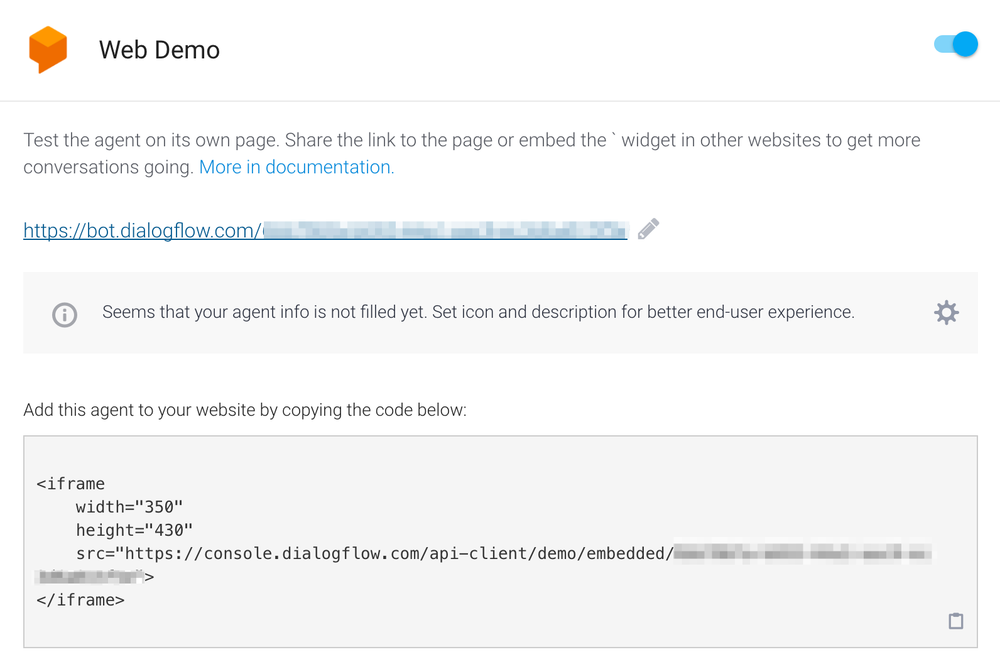 Web Demo
Test the agent on its own page. Share the link to the page or embed the ` widget in other websites to get more
conversations going. More in documentation.
https://bot.dialogflow.com/
Seems that your agent info is not filled yet. Set icon and description for better end-user experience.
Add this agent to your website by copying the code below:
<iframe
width="350"
height="430"
src="https://console.dialogflow.com/api-client/demo/embedded/
">
</iframe>